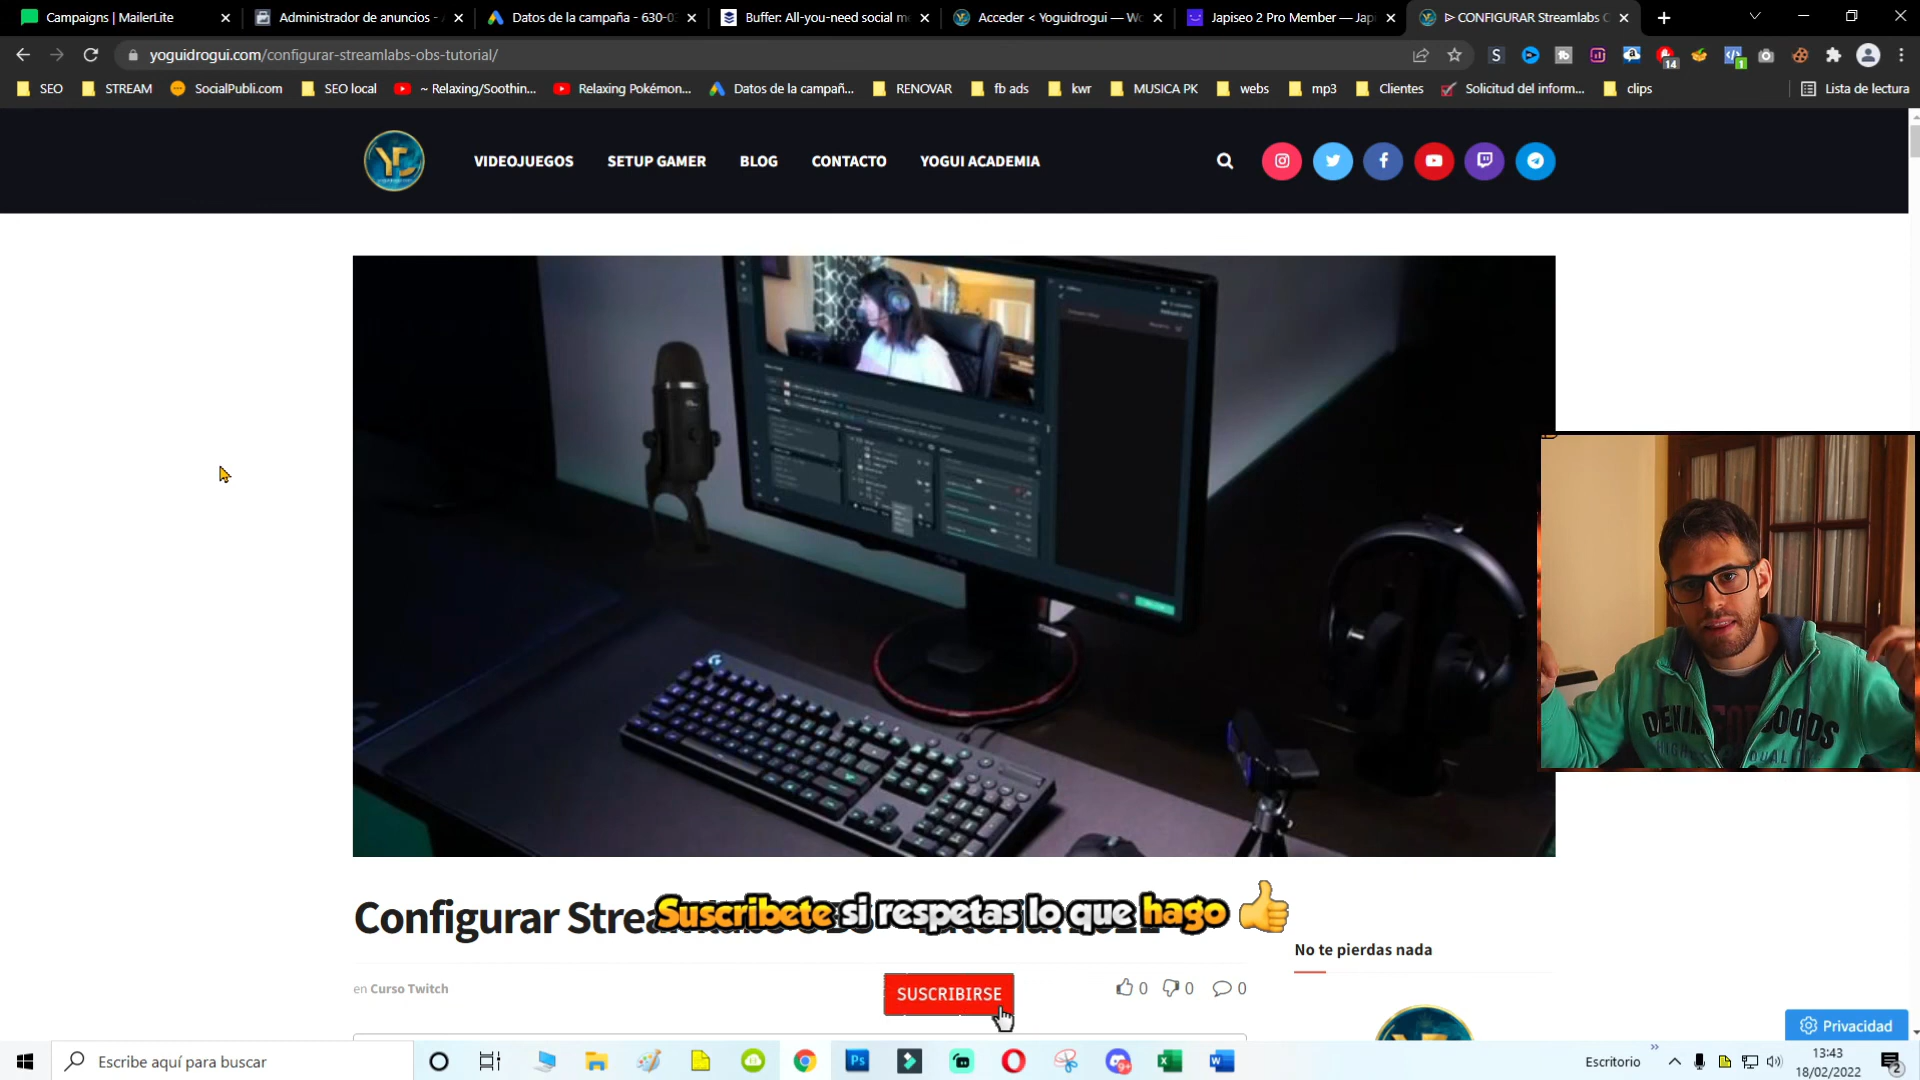 Campaigns | MailerLite
Administrador de anuncios -
Datos de la campaña - 630-0
Buffer: All-you-need social m
Acceder < Yoguidrogui — W
Japiseo 2 Pro Member — Jap
ᐅ CONFIGURAR Streamlabs O
yoguidrogui.com/configurar-streamlabs-obs-tutorial/
14
1
SEO
STREAM
SocialPubli.com
SEO local
~ Relaxing/Soothin...
Relaxing Pokémon...
Datos de la campañ...
RENOVAR
fb ads
kwr
MUSICA PK
webs
mp3
Clientes
Solicitud del inform...
clips
Lista de lectura
VIDEOJUEGOS
SETUP GAMER
BLOG
CONTACTO
YOGUI ACADEMIA
Configurar Strea
Suscribete si respetas lo que hago
No te pierdas nada
en Curso Twitch
SUSCRIBIRSE
0
0
0
Privacidad
Escribe aquí para buscar
Ps
Escritorio
13:43
18/02/2022
2